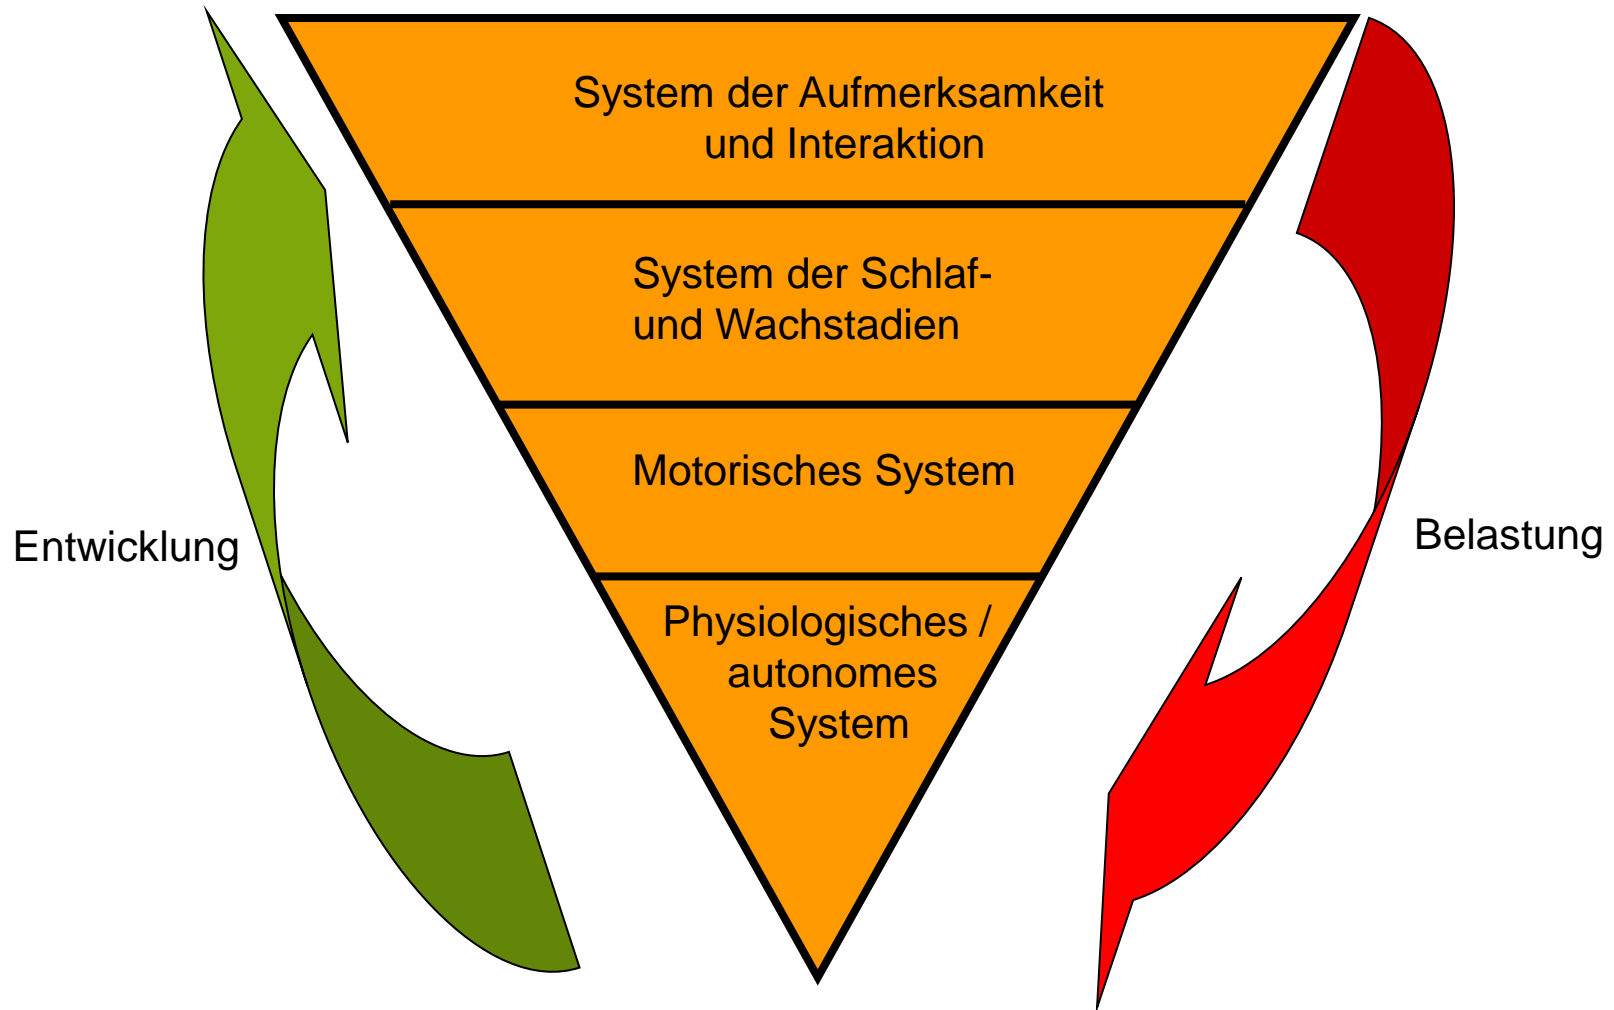 System der Aufmerksamkeit
und Interaktion
System der Schlaf-
und Wachstadien
Motorisches System
Entwicklung
Belastung
Physiologisches /
autonomes
System